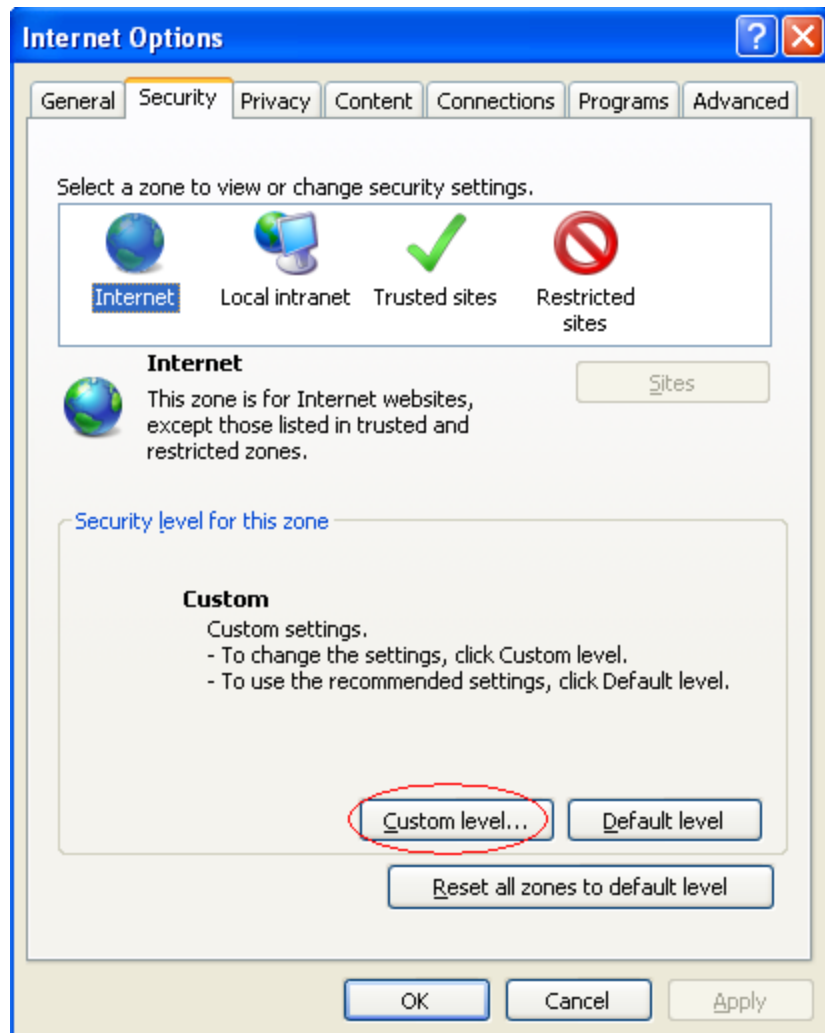 Internet Options
General Security Privacy Content Connections Programs Advanced
Select a zone to view or change security settings.
Internet Local intranet Trusted sites Restricted sites
Internet
This zone is for Internet websites,
except those listed in trusted and
restricted zones.
Sites
Security level for this zone
Custom
Custom settings.
- To change the settings, click Custom level.
- To use the recommended settings, click Default level.
Custom level... Default level
Reset all zones to default level
OK Cancel Apply